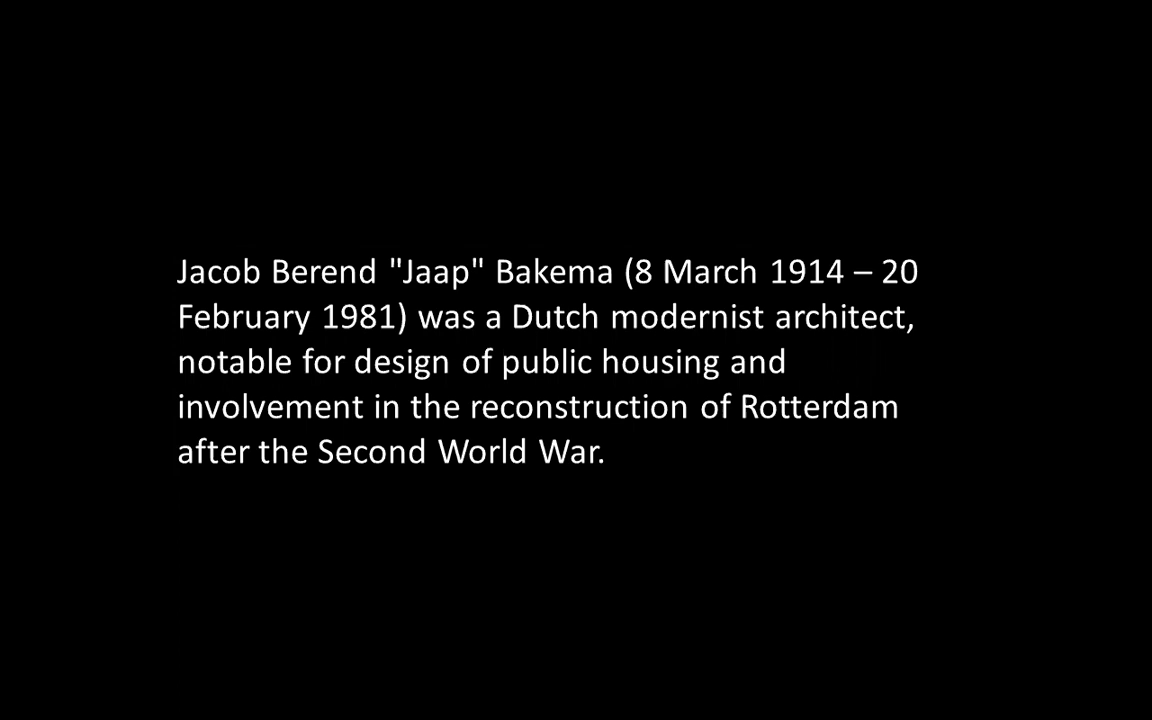 Jacob Berend "Jaap" Bakema (8 March 1914 – 20
February 1981) was a Dutch modernist architect,
notable for design of public housing and
involvement in the reconstruction of Rotterdam
after the Second World War.